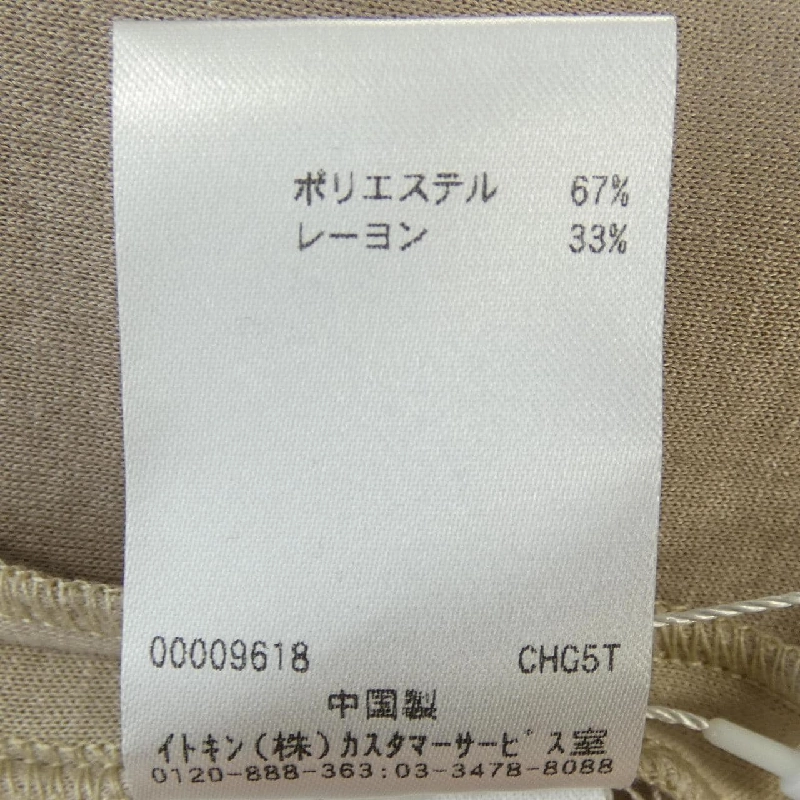 ポリエステル 67%
レーヨン 33%
00009618 CHG5T
中国製
イトキン(株)カスタマーサービス室
0120-888-363:03-3478-8088